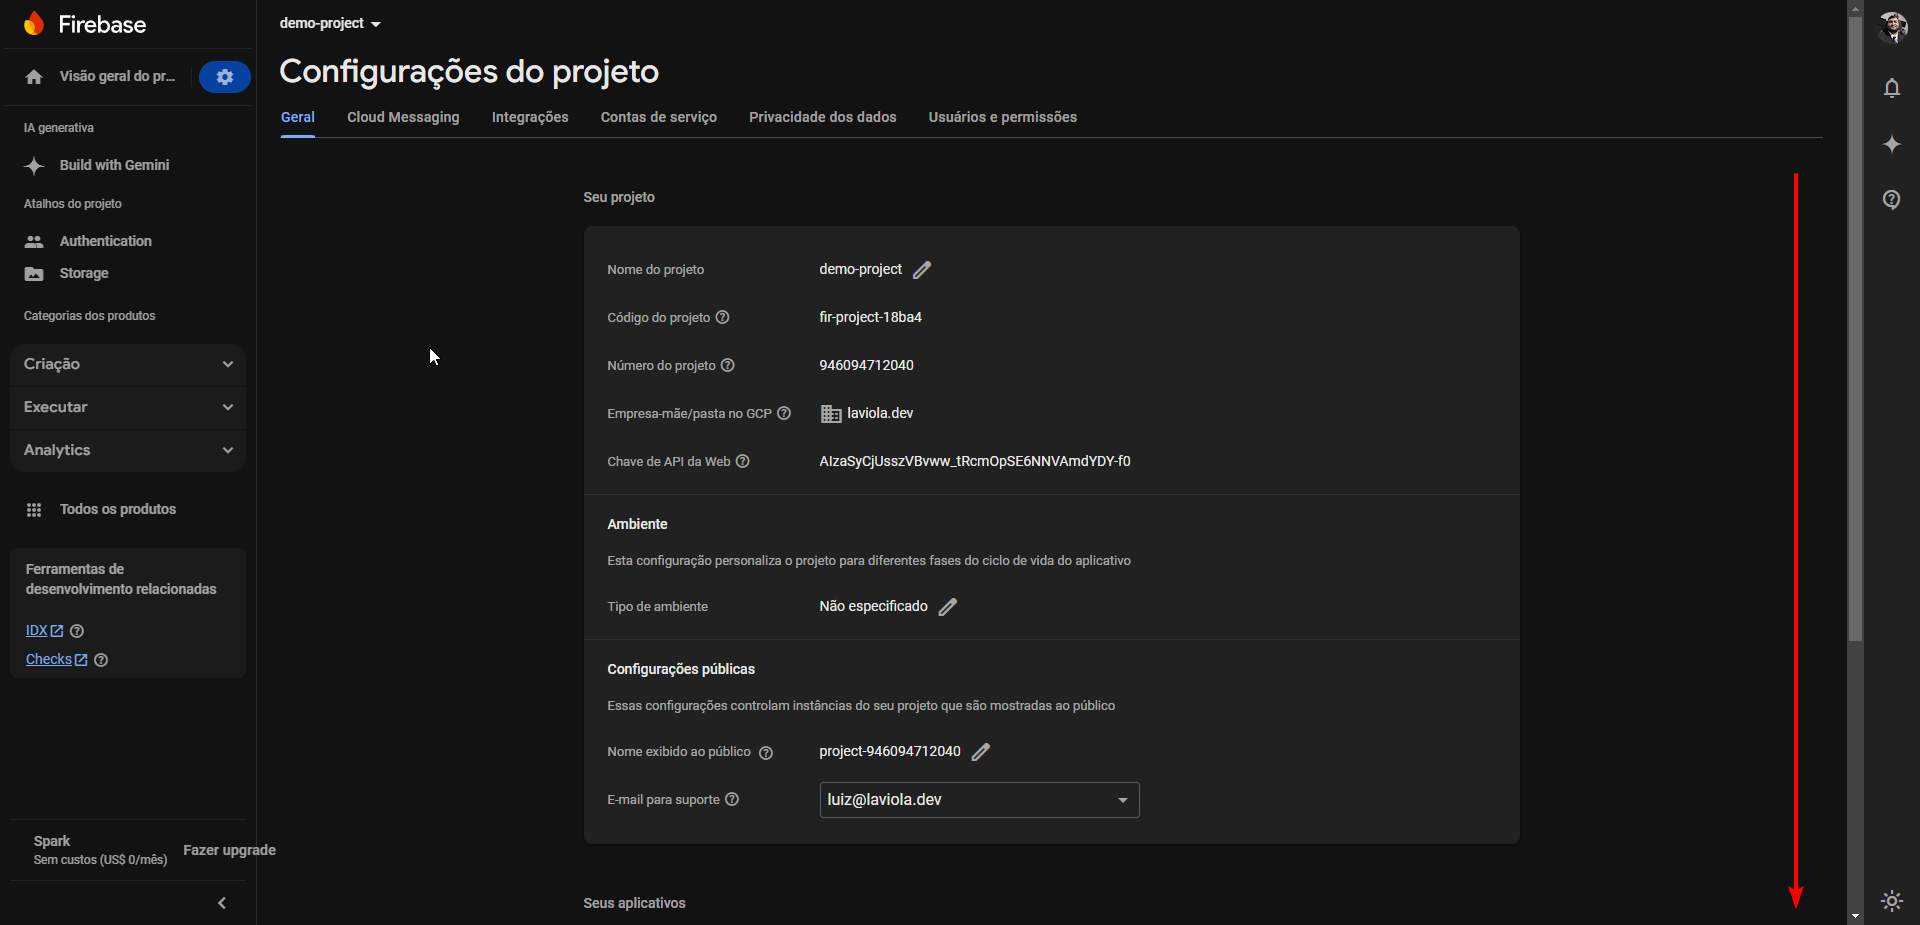 Firebase
demo-project
Visão geral do pr...
Configurações do projeto
Geral
Cloud Messaging
Integrações
Contas de serviço
Privacidade dos dados
Usuários e permissões
IA generativa
Build with Gemini
Atalhos do projeto
Authentication
Storage
Categorias dos produtos
Criação
Executar
Analytics
Todos os produtos
Ferramentas de
desenvolvimento relacionadas
IDX
Checks
Spark
Sem custos (US$ 0/mês)
Fazer upgrade
Seu projeto
Nome do projeto demo-project
Código do projeto fir-project-18ba4
Número do projeto 946094712040
Empresa-mãe/pasta no GCP laviola.dev
Chave de API da Web AIzaSyCjUsszVBvww_tRcmOpSE6NNVAmdYDY-f0
Ambiente
Esta configuração personaliza o projeto para diferentes fases do ciclo de vida do aplicativo
Tipo de ambiente Não especificado
Configurações públicas
Essas configurações controlam instâncias do seu projeto que são mostradas ao público
Nome exibido ao público project-946094712040
E-mail para suporte luiz@laviola.dev
Seus aplicativos